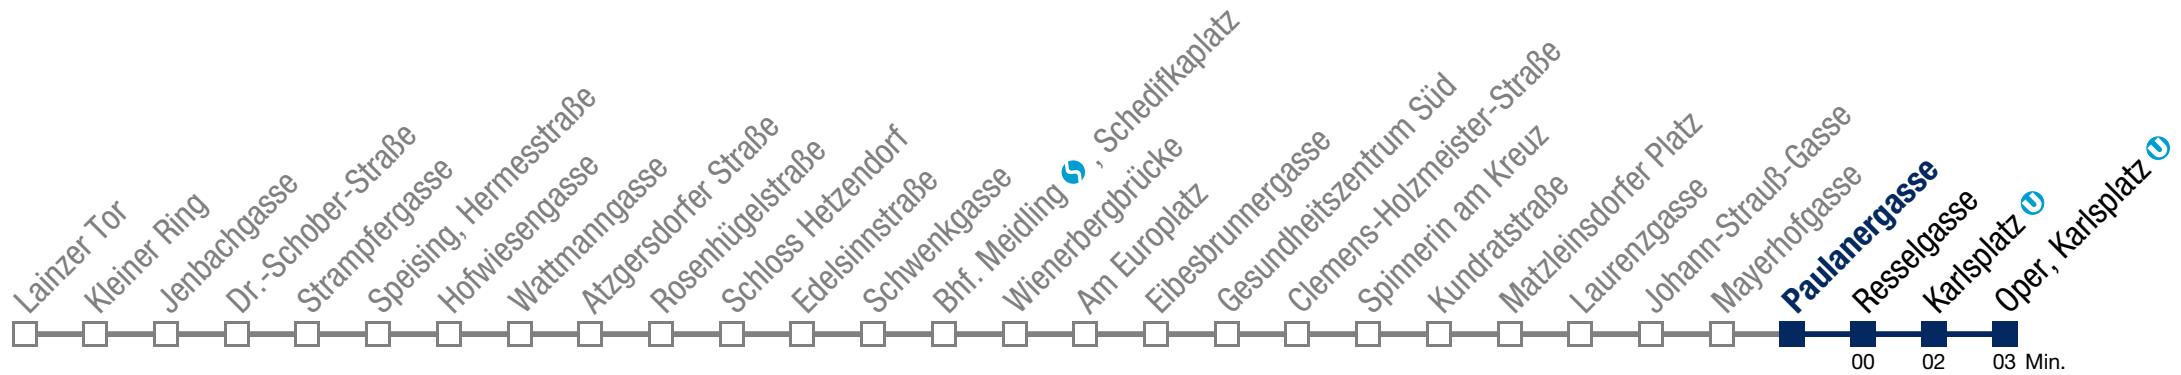 Lainzer Tor
Kleiner Ring
Jenbachgasse
Dr.-Schober-Straße
Strampfergasse
Speising, Hermesstraße
Hofwiesengasse
Wattmanngasse
Atzgersdorfer Straße
Rosenhügelstraße
Schloss Hetzendorf
Edelsinnstraße
Schwenkgasse
Bhf. Meidling S, Schedifkaplatz
Wienerbergbrücke
Am Europlatz
Eibesbrunnergasse
Gesundheitszentrum Süd
Clemens-Holzmeister-Straße
Spinnerin am Kreuz
Kundratstraße
Matzleinsdorfer Platz
Laurenzgasse
Johann-Strauß-Gasse
Mayerhofgasse
Paulanergasse
Resselgasse
Karlsplatz U
Oper, Karlsplatz U
00 02 03 Min.